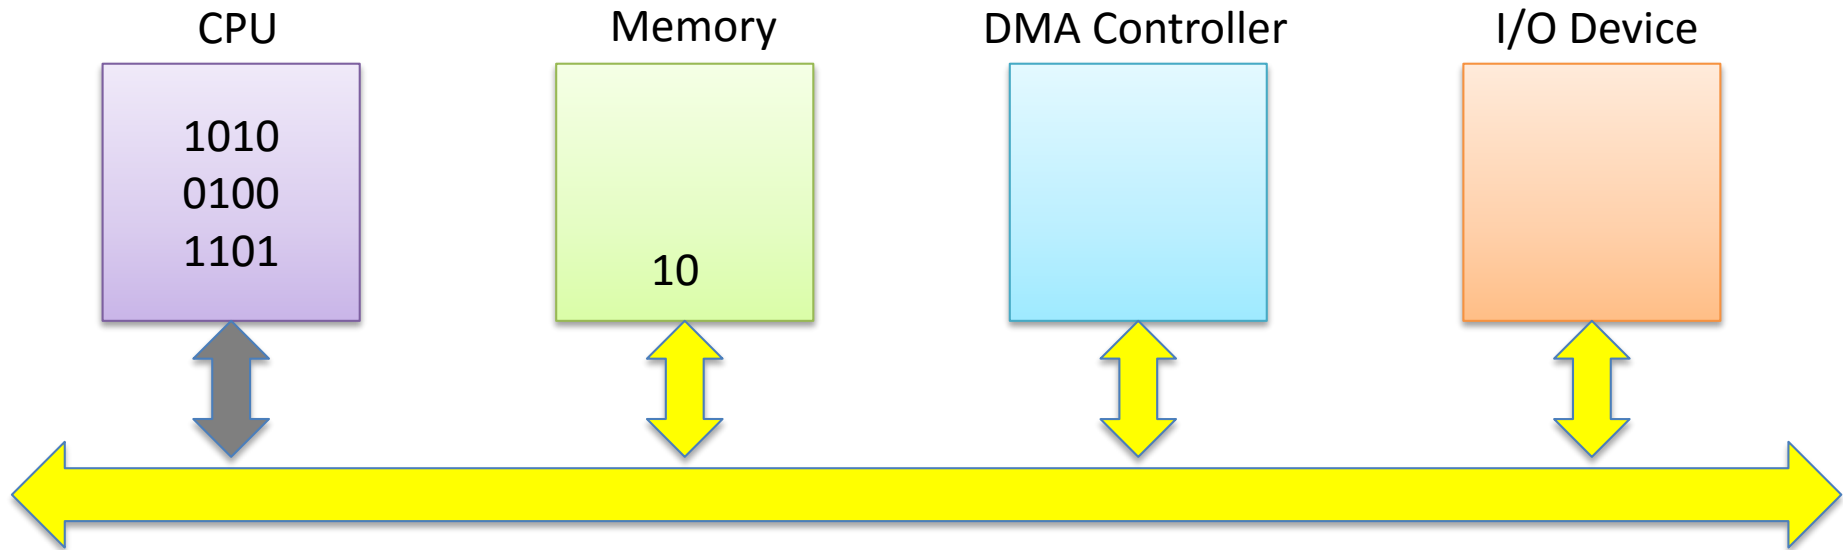 CPU
Memory
DMA Controller
I/O Device
1010
0100
1101
10